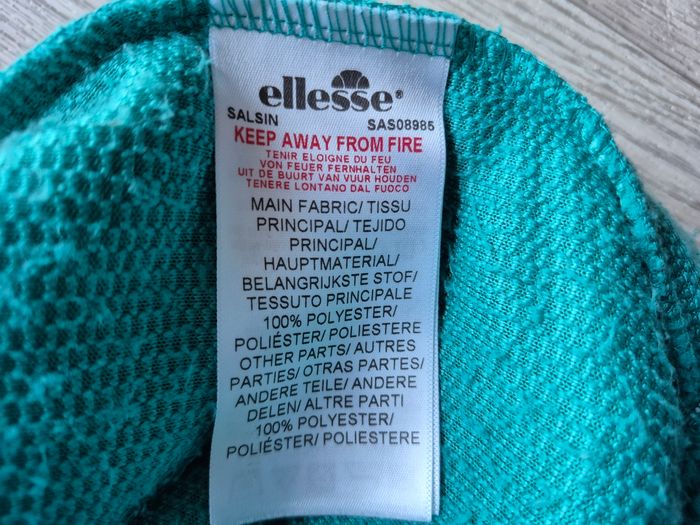 ellesse®
SALSIN SAS08985
KEEP AWAY FROM FIRE
TENIR ELOIGNE DU FEU
VON FEUER FERNHALTEN
UIT DE BUURT VAN VUUR HOUDEN
TENERE LONTANO DAL FUOCO
MAIN FABRIC/ TISSU
PRINCIPAL/ TEJIDO
PRINCIPAL/
HAUPTMATERIAL/
BELANGRIJKSTE STOF/
TESSUTO PRINCIPALE
100% POLYESTER/
POLIÉSTER/ POLIESTERE
OTHER PARTS/ AUTRES
PARTIES/ OTRAS PARTES/
ANDERE TEILE/ ANDERE
DELEN/ ALTRE PARTI
100% POLYESTER/
POLIÉSTER/ POLIESTERE